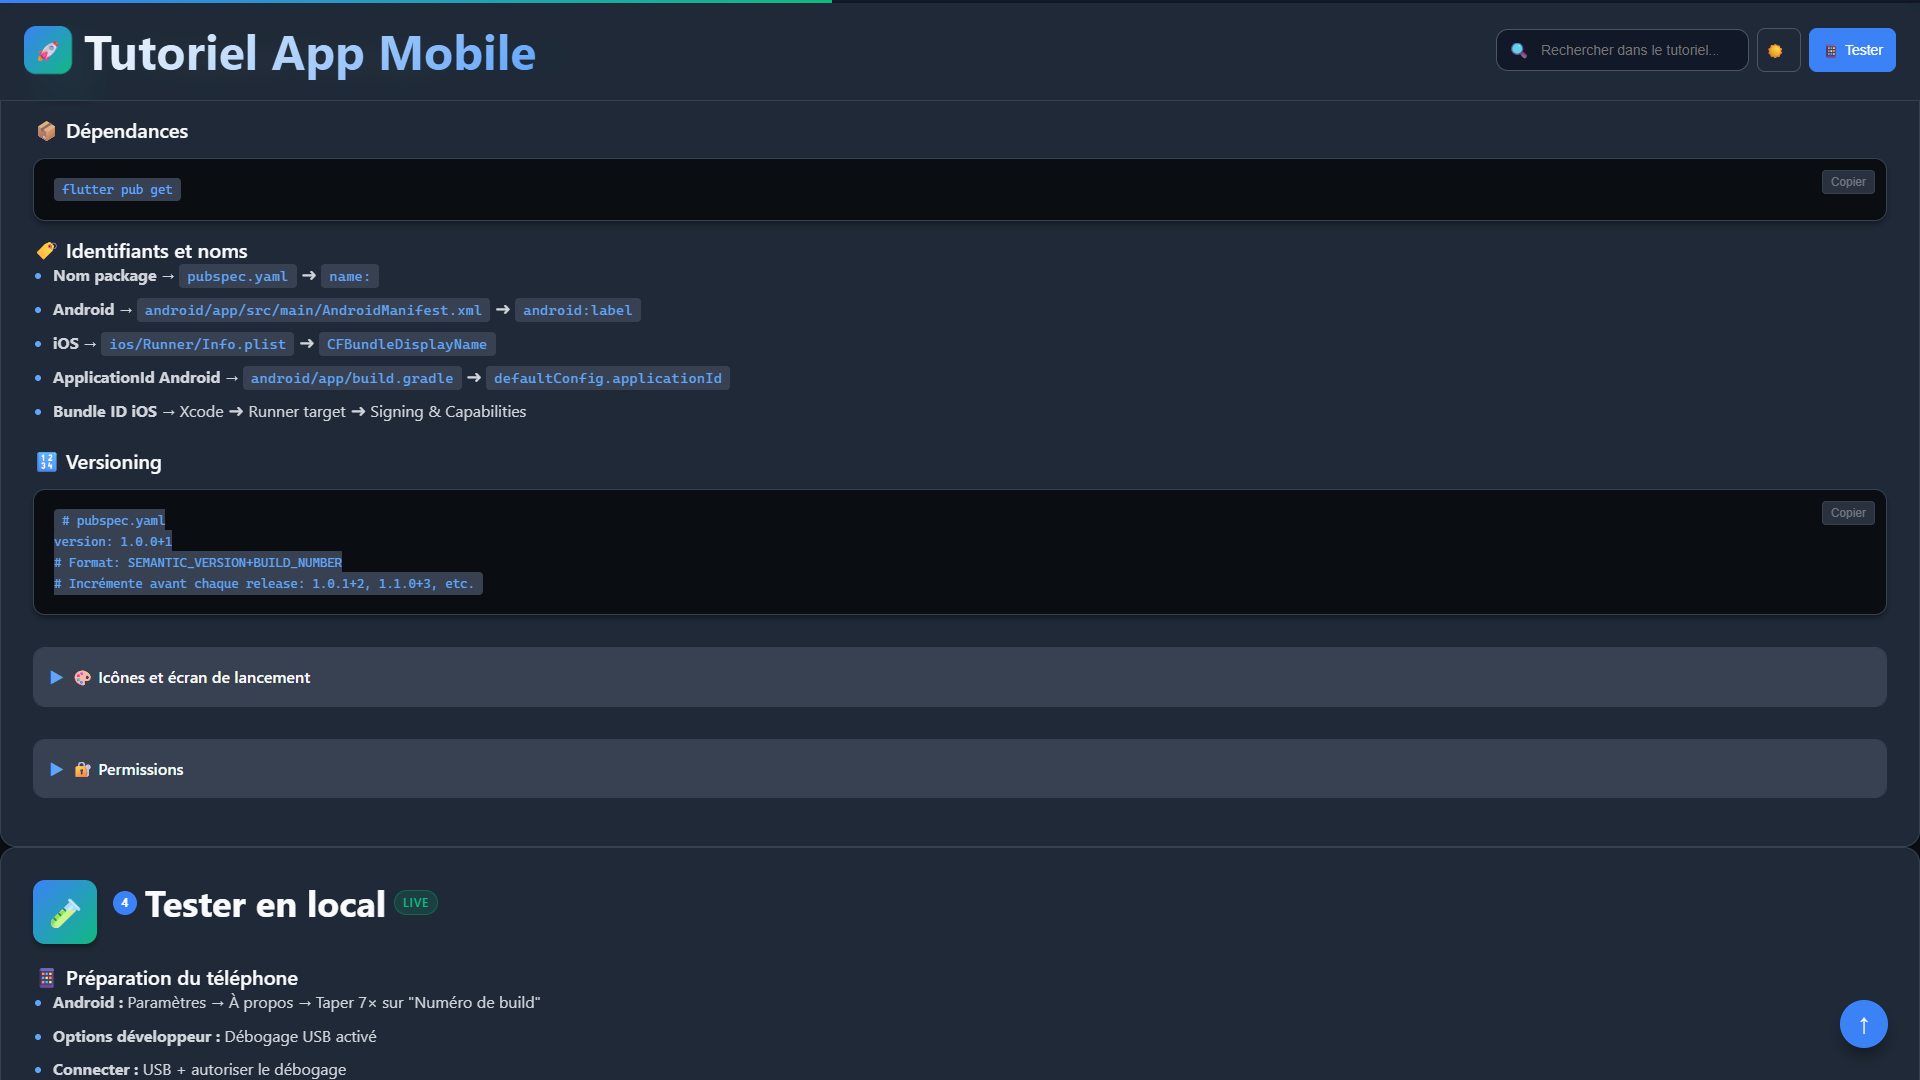 Tutoriel App Mobile
Rechercher dans le tutoriel...
Tester
Dépendances
flutter pub get
Copier
Identifiants et noms
Nom package → pubspec.yaml ➜ name:
Android → android/app/src/main/AndroidManifest.xml ➜ android:label
iOS → ios/Runner/Info.plist ➜ CFBundleDisplayName
ApplicationId Android → android/app/build.gradle ➜ defaultConfig.applicationId
Bundle ID iOS → Xcode ➜ Runner target ➜ Signing & Capabilities
Versioning
# pubspec.yaml
version: 1.0.0+1
# Format: SEMANTIC_VERSION+BUILD_NUMBER
# Incrémente avant chaque release: 1.0.1+2, 1.1.0+3, etc.
Copier
Icônes et écran de lancement
Permissions
4 Tester en local LIVE
Préparation du téléphone
Android : Paramètres → À propos → Taper 7× sur "Numéro de build"
Options développeur : Débogage USB activé
Connecter : USB + autoriser le débogage
↑